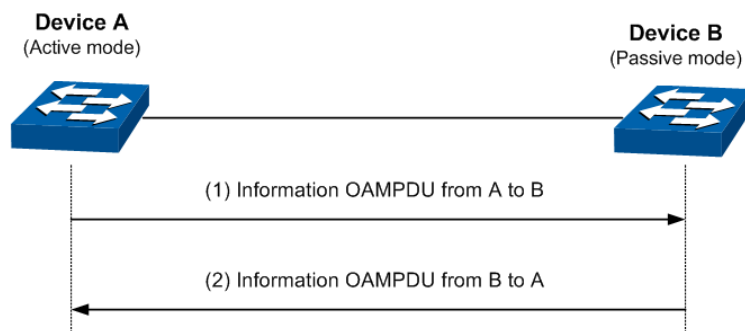 Device A
(Active mode)
Device B
(Passive mode)
(1) Information OAMPDU from A to B
(2) Information OAMPDU from B to A